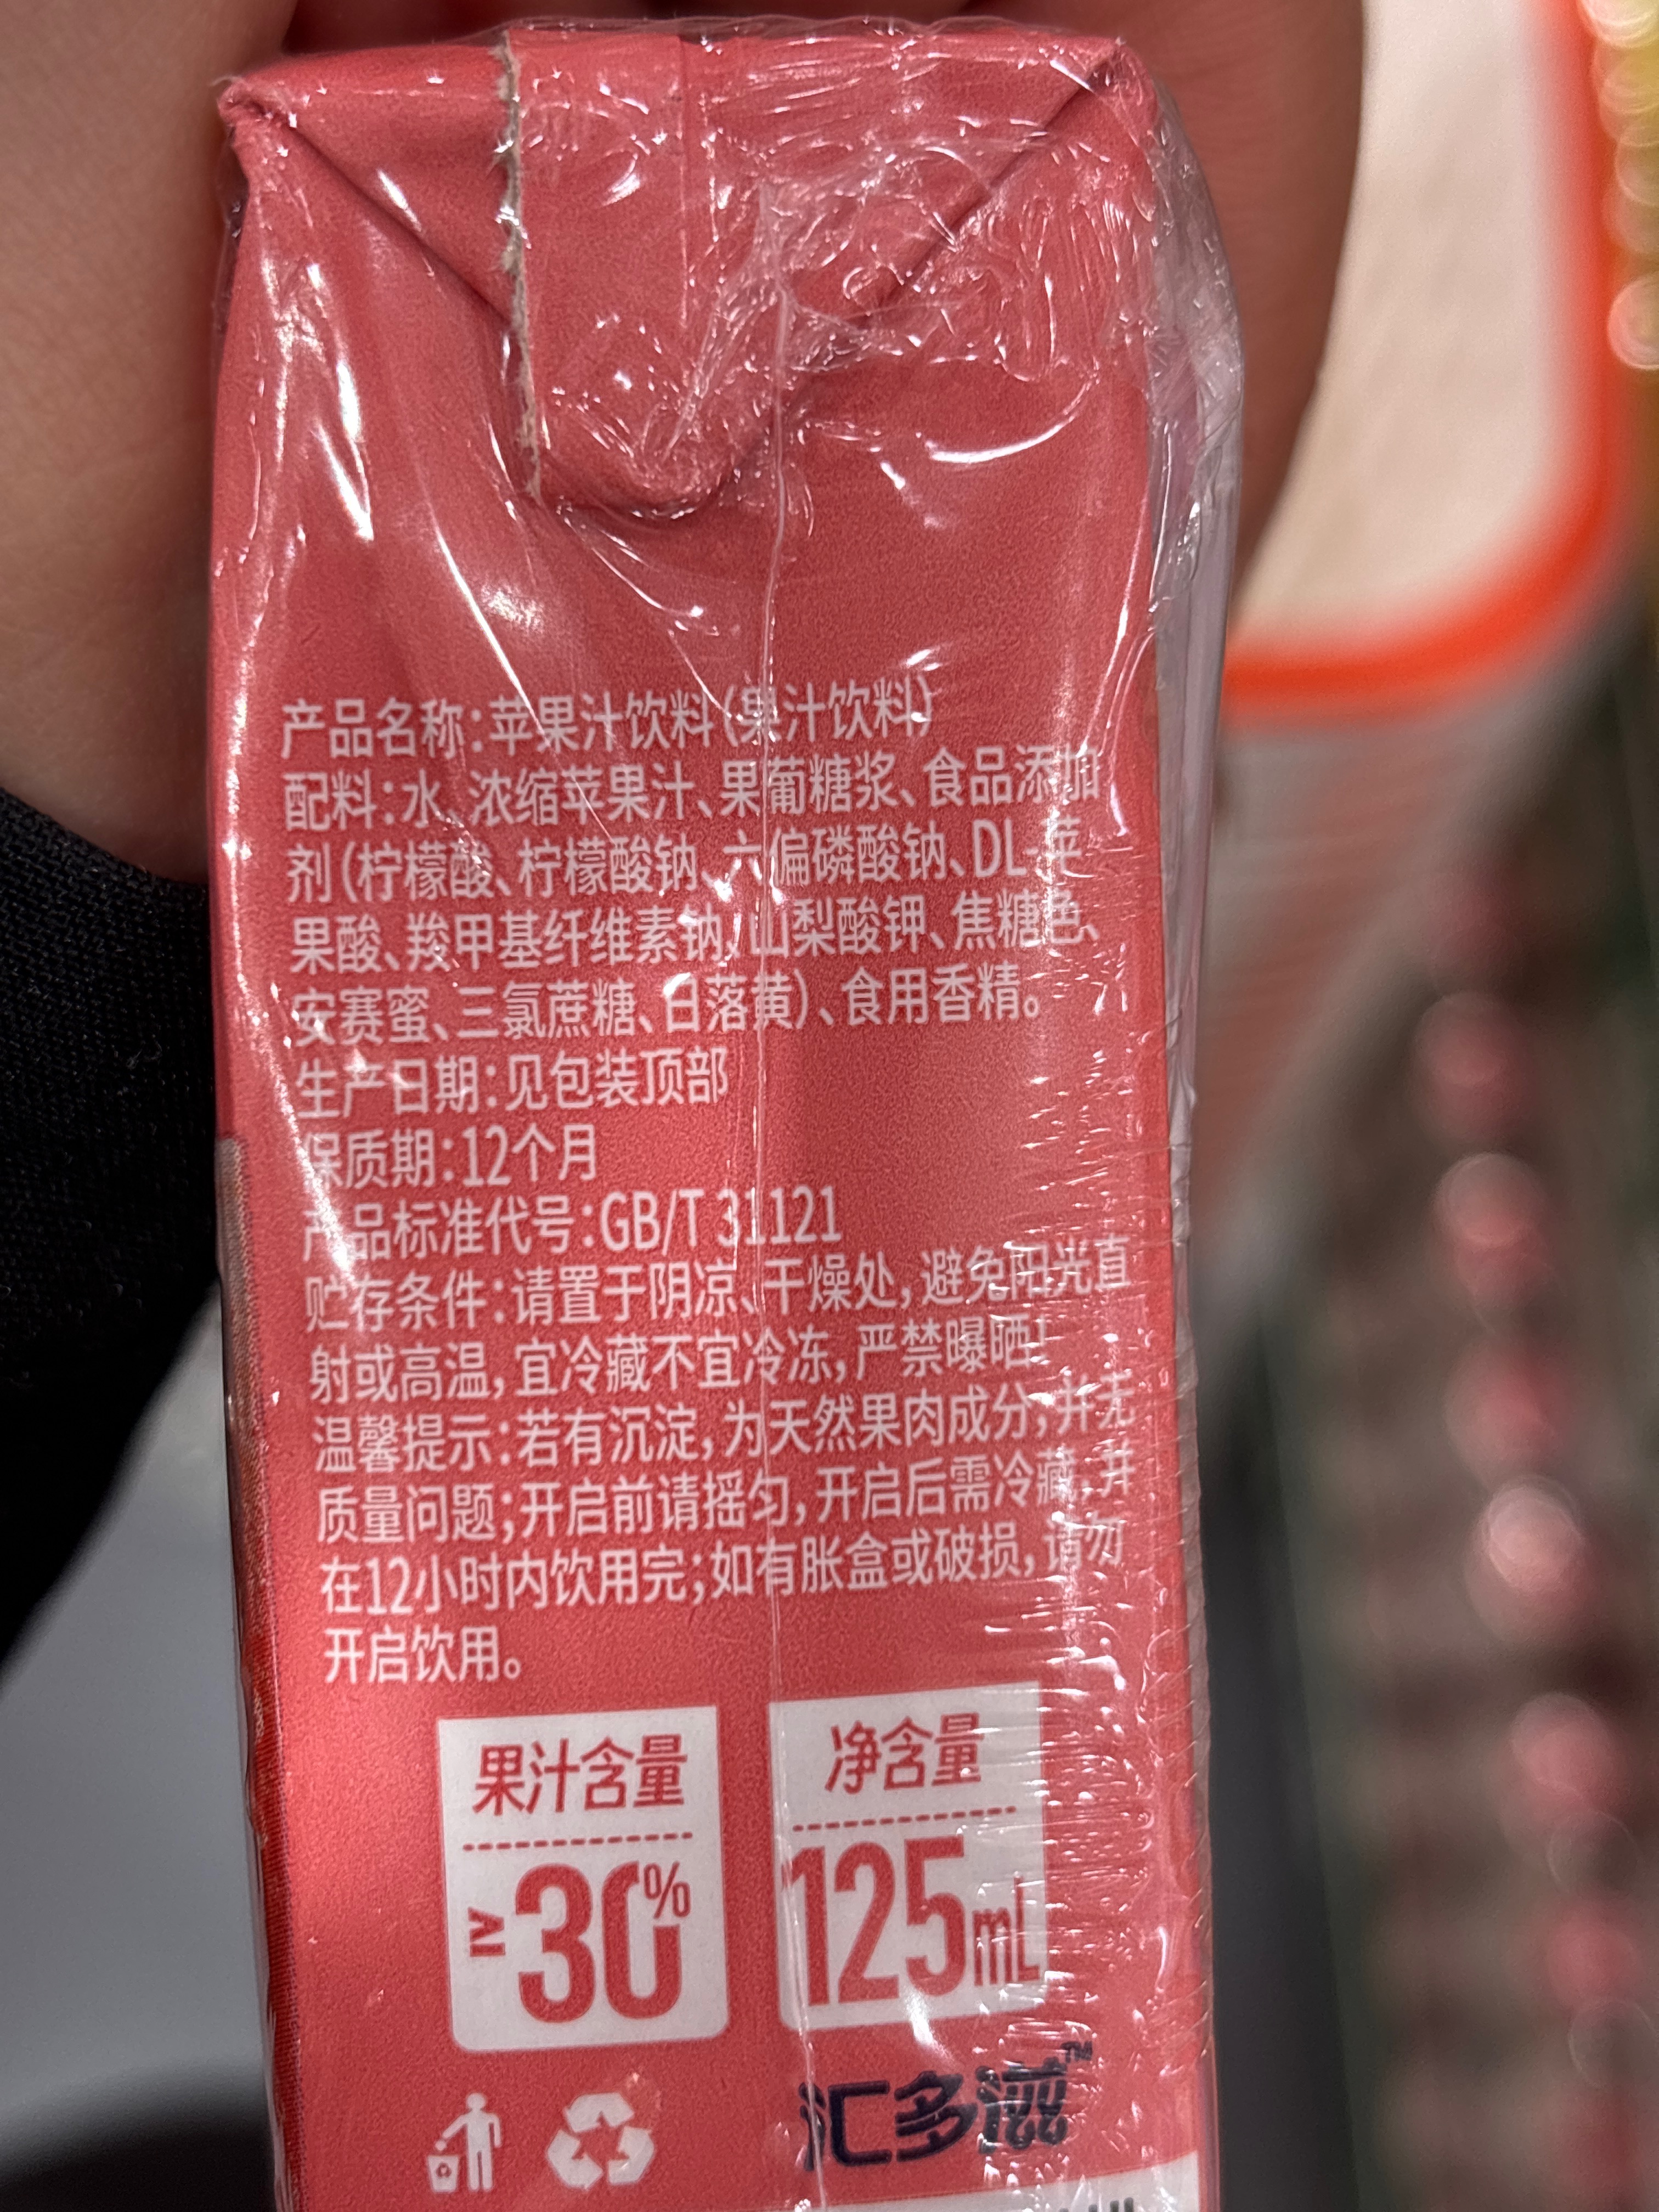 产品名称:苹果汁饮料(果汁饮料)
配料:水、浓缩苹果汁、果葡糖浆、食品添加
剂(柠檬酸、柠檬酸钠、六偏磷酸钠、DL-苹
果酸、羧甲基纤维素钠、山梨酸钾、焦糖色、
安赛蜜、三氯蔗糖、日落黄)、食用香精。
生产日期:见包装顶部
保质期:12个月
产品标准代号:GB/T 31121
贮存条件:请置于阴凉、干燥处,避免阳光直
射或高温,宜冷藏不宜冷冻,严禁曝晒!
温馨提示:若有沉淀,为天然果肉成分,并无
质量问题;开启前请摇匀,开启后需冷藏,并
在12小时内饮用完;如有胀盒或破损,请勿
开启饮用。
果汁含量
≥30%
净含量
125mL
汇多滋™